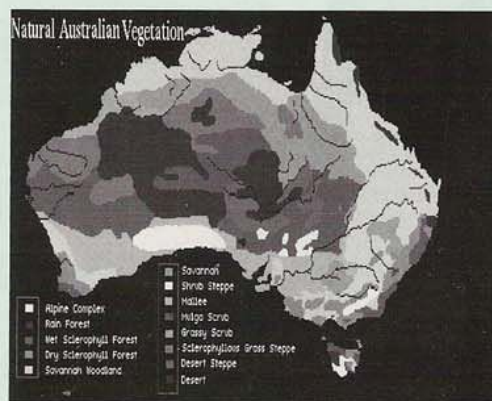 Natural Australian Vegetation
Alpine Complex
Rain Forest
Wet Sclerophyll Forest
Dry Sclerophyll Forest
Savannah Woodland
Savannah
Shrub Steppe
Mallee
Mulga Scrub
Grassy Scrub
Sclerophyllous Grass Steppe
Desert Steppe
Desert